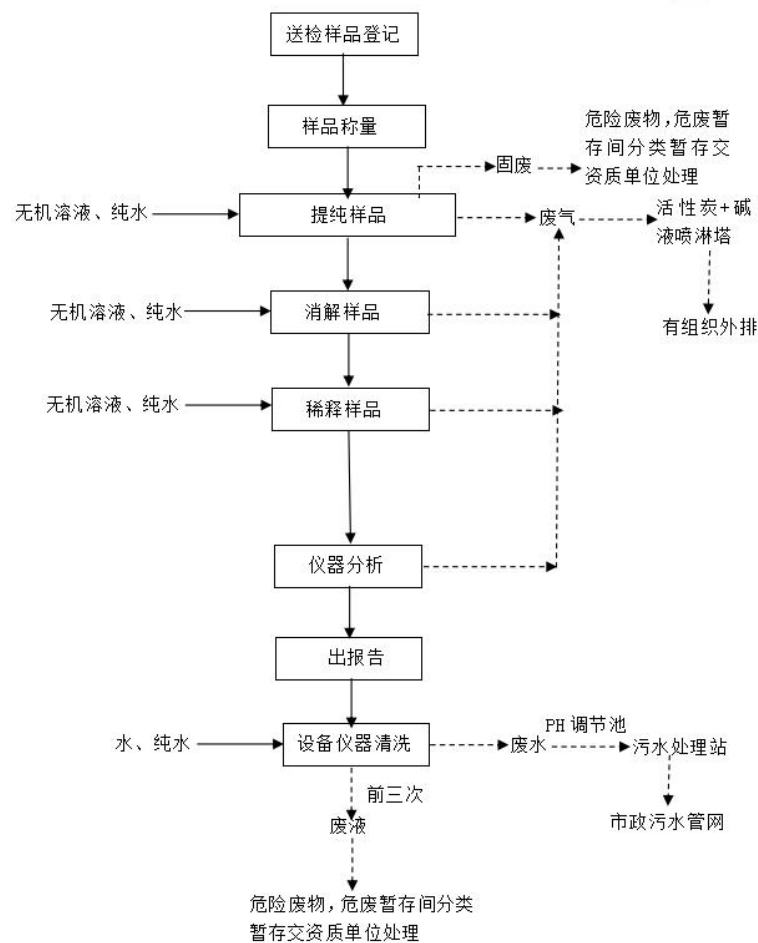 送检样品登记
样品称量
危险废物，危废暂
存间分类暂存交
资质单位处理
固废
无机溶液、纯水
提纯样品
废气
活性炭+碱
液喷淋塔
无机溶液、纯水
消解样品
有组织外排
无机溶液、纯水
稀释样品
仪器分析
出报告
水、纯水
设备仪器清洗
废水
PH调节池
污水处理站
前三次
废液
市政污水管网
危险废物，危废暂存间分类
暂存交资质单位处理